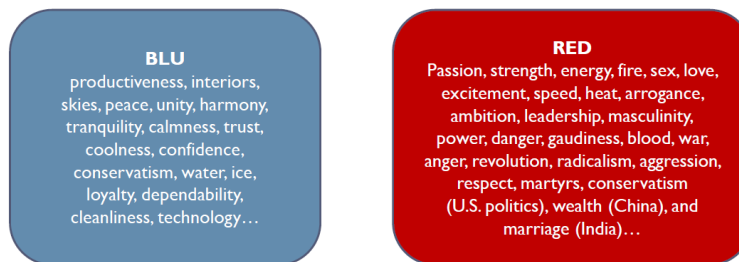 BLU
productiveness, interiors,
skies, peace, unity, harmony,
tranquility, calmness, trust,
coolness, confidence,
conservatism, water, ice,
loyalty, dependability,
cleanliness, technology…
RED
Passion, strength, energy, fire, sex, love,
excitement, speed, heat, arrogance,
ambition, leadership, masculinity,
power, danger, gaudiness, blood, war,
anger, revolution, radicalism, aggression,
respect, martyrs, conservatism
(U.S. politics), wealth (China), and
marriage (India)…